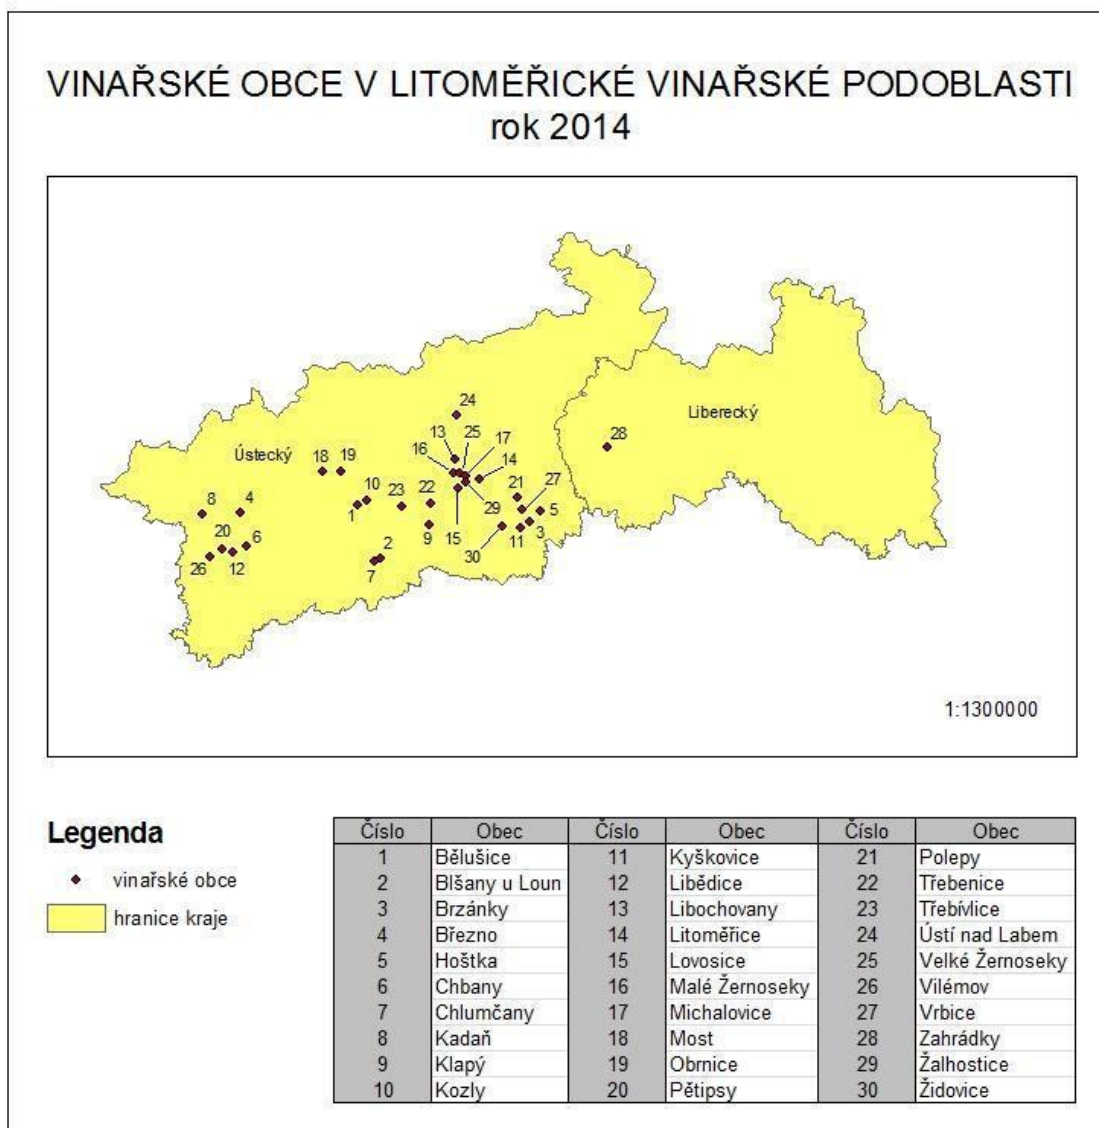 VINAŘSKÉ OBCE V LITOMĚŘICKÉ VINAŘSKÉ PODOBLASTI
rok 2014
Liberecký
24
28
13
25
17
Ústecký
16
18
19
14
27
21
10
22
23
8
4
5
1
29
20
6
9
15
3
11
30
2
26
12
7
1:1300000
Legenda
vinařské obce
hranice kraje
Číslo Obec Číslo Obec Číslo Obec
1 Bělušice 11 Kyškovice 21 Polepy
2 Blšany u Loun 12 Libědice 22 Třebenice
3 Brzánky 13 Libochovany 23 Třebívlice
4 Březno 14 Litoměřice 24 Ústí nad Labem
5 Hoštka 15 Lovosice 25 Velké Žernoseky
6 Chbany 16 Malé Žernoseky 26 Vilémov
7 Chlumčany 17 Michalovice 27 Vrbice
8 Kadaň 18 Most 28 Zahrádky
9 Klapý 19 Obrnice 29 Žalhostice
10 Kozly 20 Pětipsy 30 Židovice